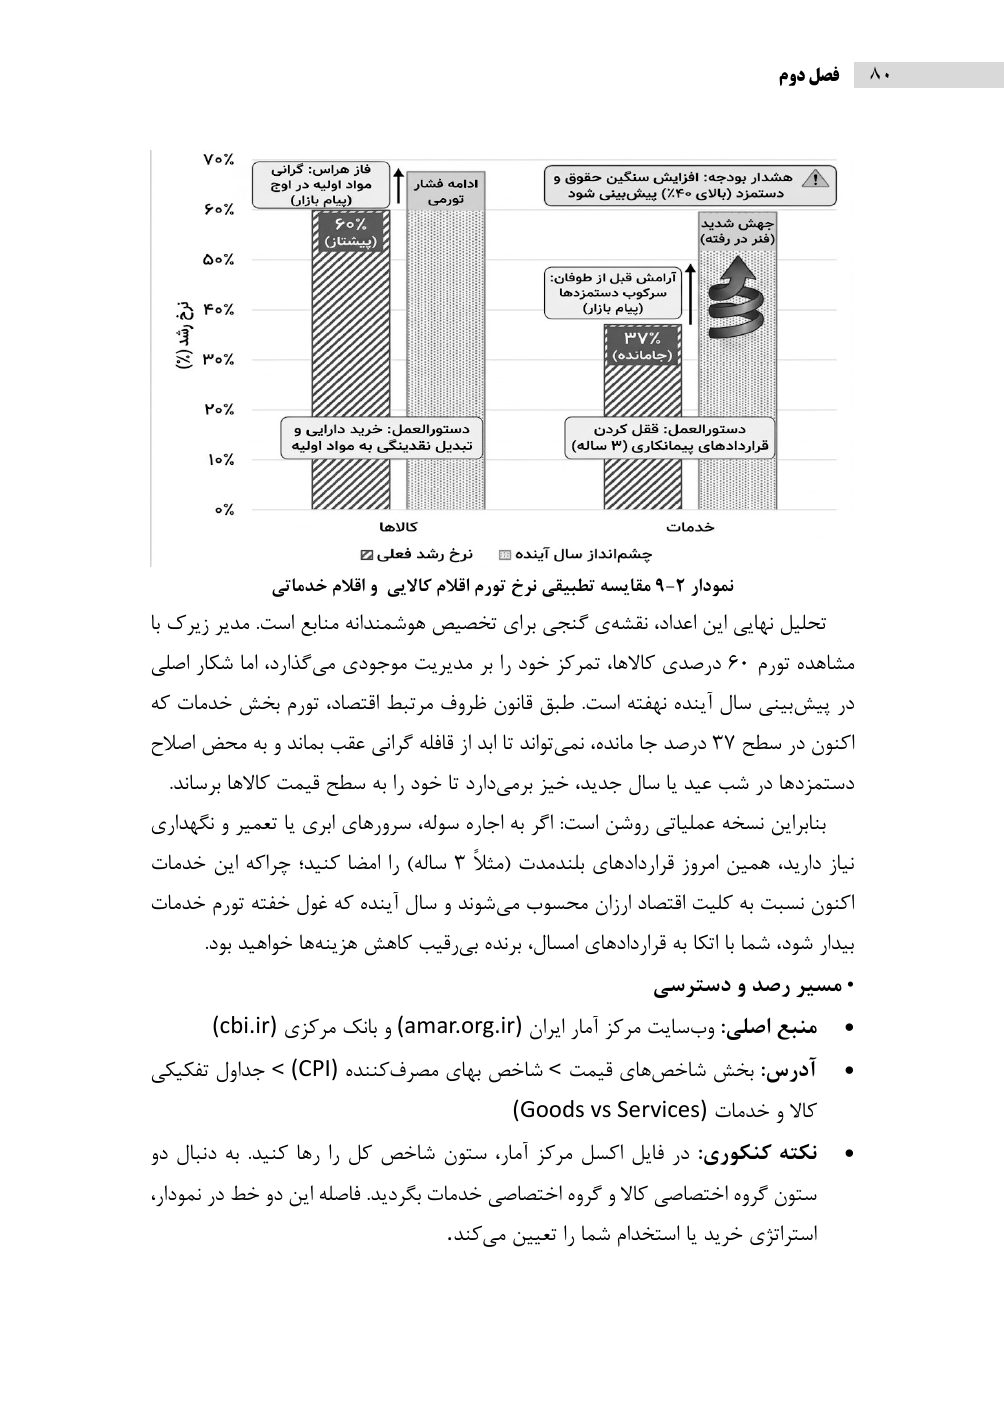 ۸۰ فصل دوم
۷۰%
۶۰%
۵۰%
۴۰%
۳۰%
۲۰%
۱۰%
۰%
نرخ رشد (%)
فاز هراس: گرانی
مواد اولیه در اوج
(پیام بازار)
ادامه فشار
تورمی
۶۰%
(پیشتاز)
دستورالعمل: خرید دارایی و
تبدیل نقدینگی به مواد اولیه
هشدار بودجه: افزایش سنگین حقوق و
دستمزد (بالای ۴۰٪) پیش‌بینی شود
جهش شدید
(فنر در رفته)
آرامش قبل از طوفان:
سرکوب دستمزدها
(پیام بازار)
۳۷%
(جامانده)
دستورالعمل: قفل کردن
قراردادهای پیمانکاری (۳ ساله)
کالاها
خدمات
نرخ رشد فعلی
چشم‌انداز سال آینده
نمودار ۲-۹ مقایسه تطبیقی نرخ تورم اقلام کالایی و اقلام خدماتی
تحلیل نهایی این اعداد، نقشه‌ی گنجی برای تخصیص هوشمندانه منابع است. مدیر زیرک با
مشاهده تورم ۶۰ درصدی کالاها، تمرکز خود را بر مدیریت موجودی می‌گذارد، اما شکار اصلی
در پیش‌بینی سال آینده نهفته است. طبق قانون ظروف مرتبط اقتصاد، تورم بخش خدمات که
اکنون در سطح ۳۷ درصد جا مانده، نمی‌تواند تا ابد از قافله گرانی عقب بماند و به محض اصلاح
دستمزدها در شب عید یا سال جدید، خیز برمی‌دارد تا خود را به سطح قیمت کالاها برساند.
بنابراین نسخه عملیاتی روشن است: اگر به اجاره سوله، سرورهای ابری یا تعمیر و نگهداری
نیاز دارید، همین امروز قراردادهای بلندمدت (مثلاً ۳ ساله) را امضا کنید؛ چراکه این خدمات
اکنون نسبت به کلیت اقتصاد ارزان محسوب می‌شوند و سال آینده که غول خفته تورم خدمات
بیدار شود، شما با اتکا به قراردادهای امسال، برنده بی‌رقیب کاهش هزینه‌ها خواهید بود.
• مسیر رصد و دسترسی
• منبع اصلی: وب‌سایت مرکز آمار ایران (amar.org.ir) و بانک مرکزی (cbi.ir)
• آدرس: بخش شاخص‌های قیمت > شاخص بهای مصرف‌کننده (CPI) > جداول تفکیکی
کالا و خدمات (Goods vs Services)
• نکته کنکوری: در فایل اکسل مرکز آمار، ستون شاخص کل را رها کنید. به دنبال دو
ستون گروه اختصاصی کالا و گروه اختصاصی خدمات بگردید. فاصله این دو خط در نمودار،
استراتژی خرید یا استخدام شما را تعیین می‌کند.